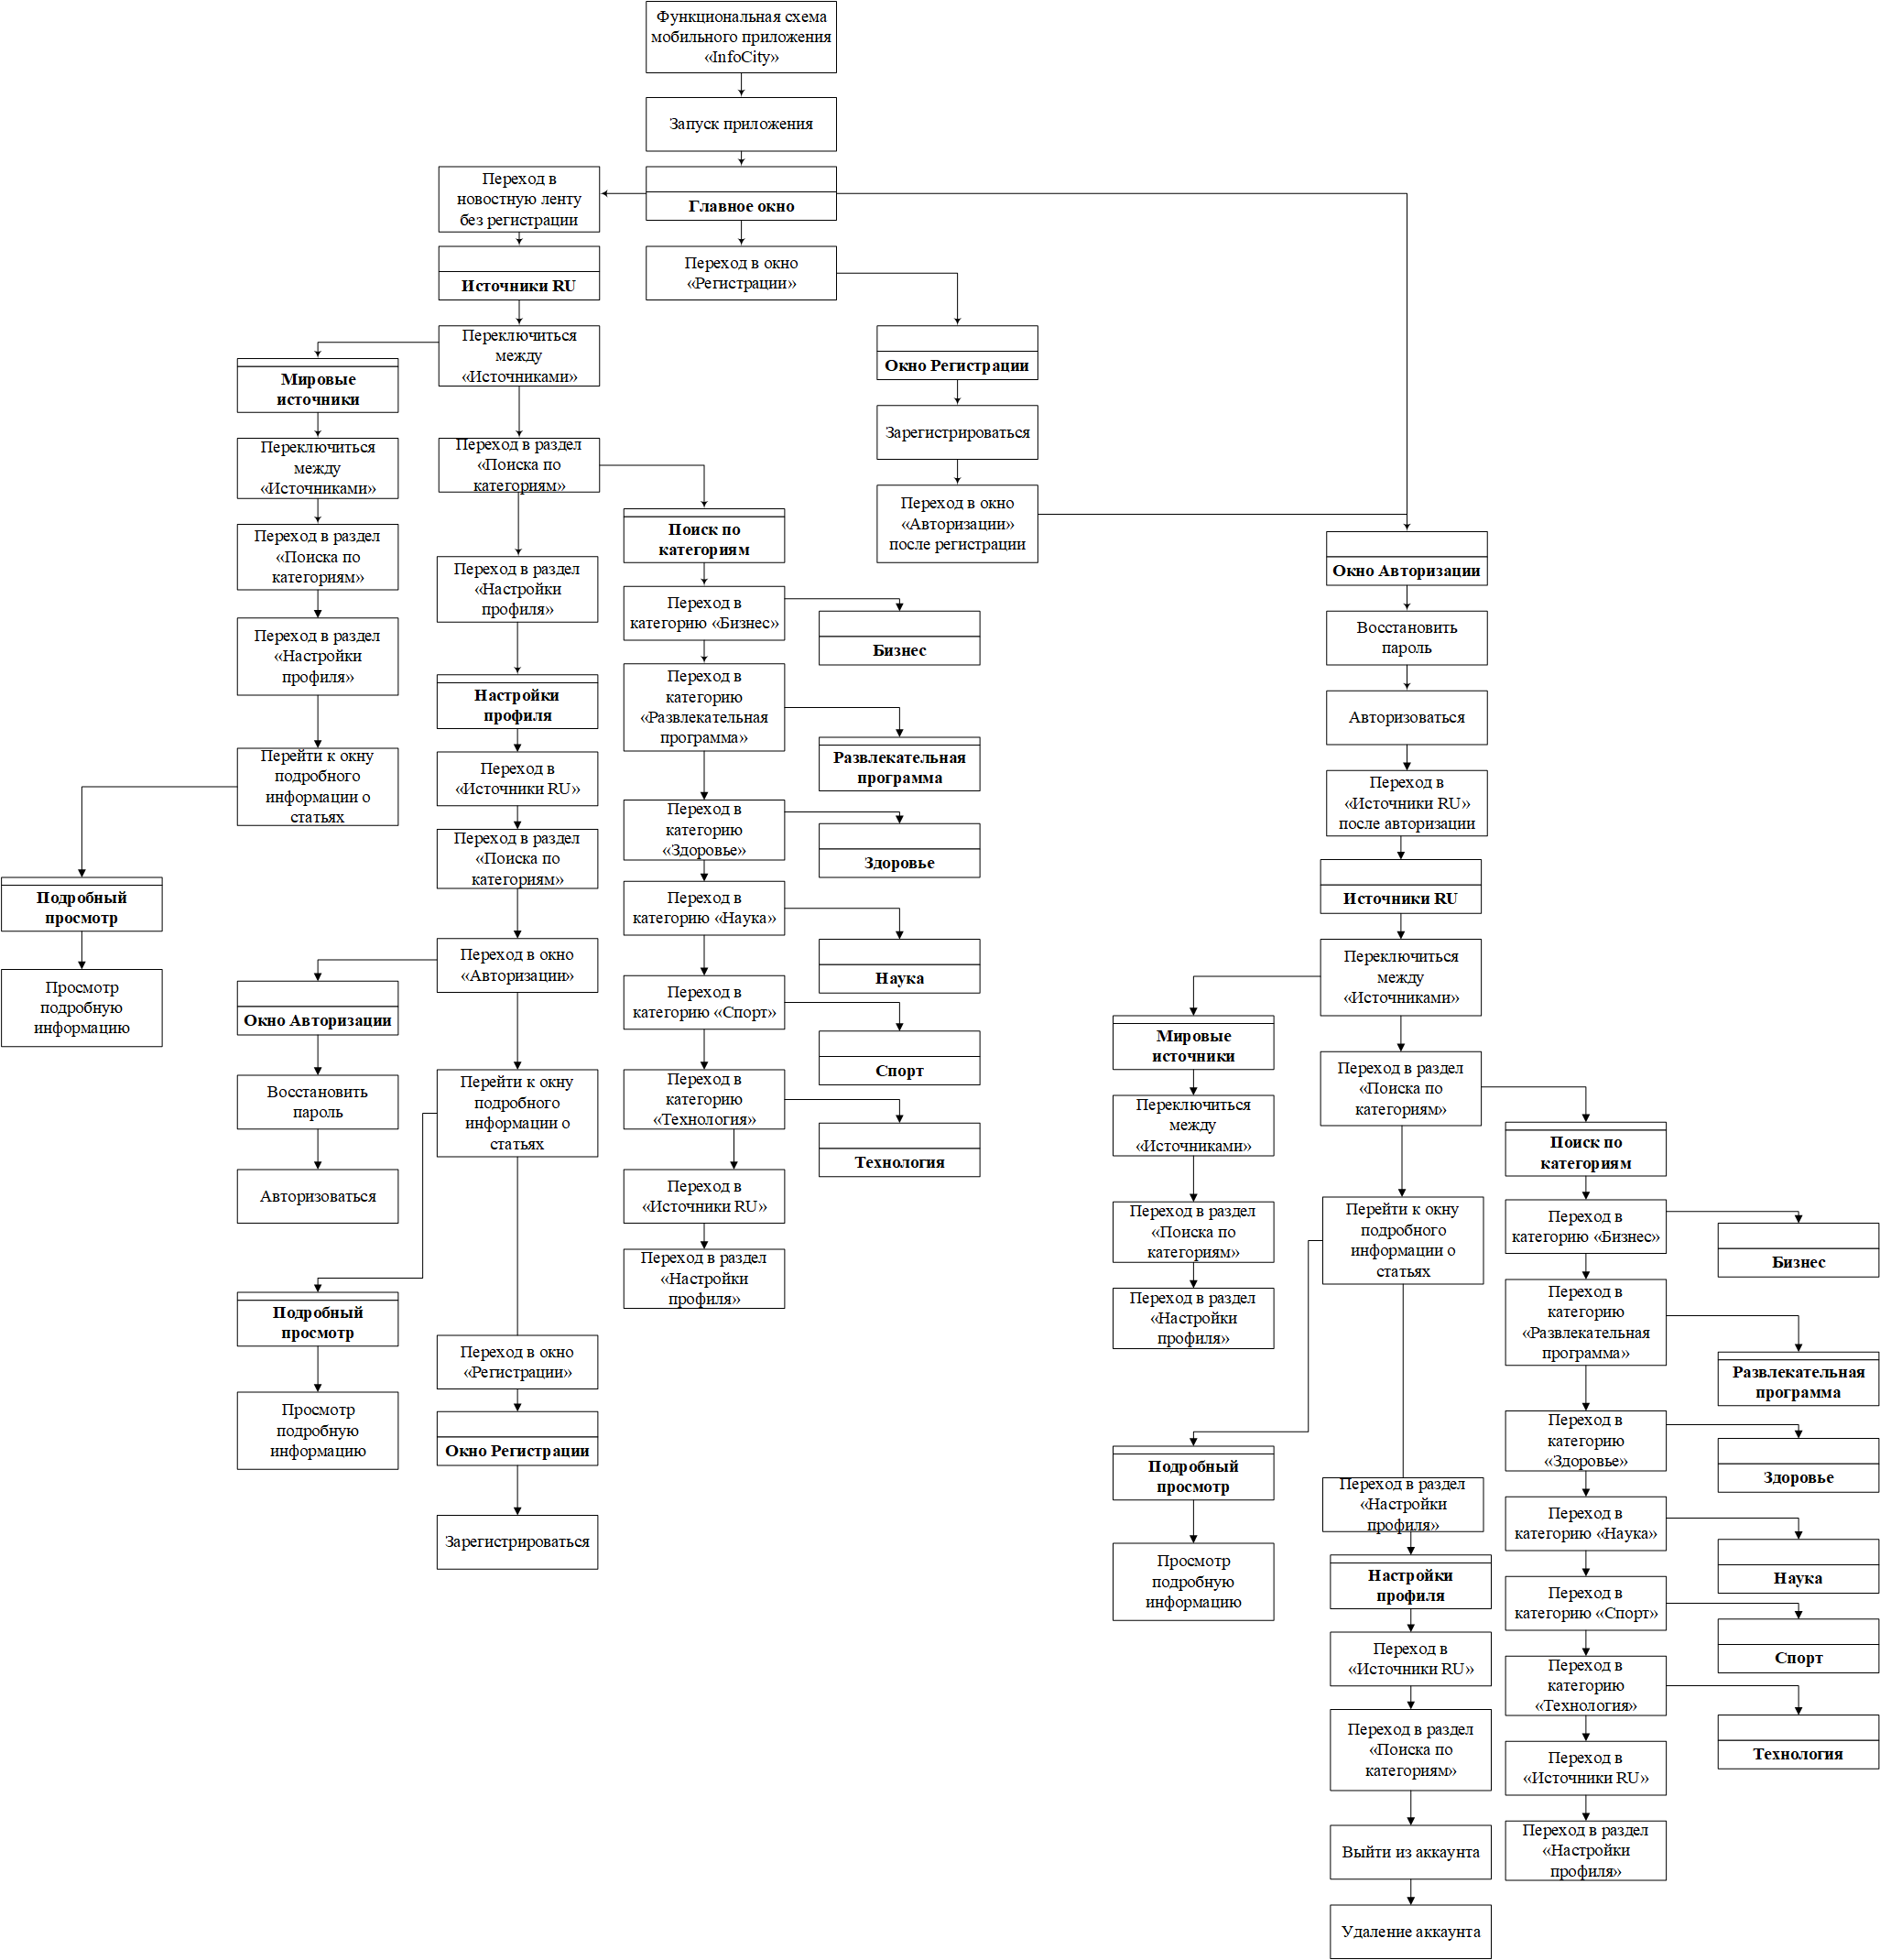 Функциональная схема
мобильного приложения
«InfoCity»
Запуск приложения
Главное окно
Переход в
новостную ленту
без регистрации
Источники RU
Переключиться
между
«Источниками»
Мировые
источники
Переключиться
между
«Источниками»
Переход в раздел
«Поиска по
категориям»
Переход в раздел
«Настройки
профиля»
Перейти к окну
подробного
информации о
статьях
Подробный
просмотр
Просмотр
подробную
информацию
Переход в раздел
«Поиска по
категориям»
Переход в раздел
«Настройки
профиля»
Настройки
профиля
Переход в
«Источники RU»
Переход в раздел
«Поиска по
категориям»
Переход в окно
«Авторизации»
Окно Авторизации
Восстановить
пароль
Авторизоваться
Перейти к окну
подробного
информации о
статьях
Подробный
просмотр
Просмотр
подробную
информацию
Переход в окно
«Регистрации»
Окно Регистрации
Зарегистрироваться
Поиск по
категориям
Переход в
категорию «Бизнес»
Бизнес
Переход в
категорию
«Развлекательная
программа»
Развлекательная
программа
Переход в
категорию
«Здоровье»
Здоровье
Переход в
категорию «Наука»
Наука
Переход в
категорию «Спорт»
Спорт
Переход в
категорию
«Технология»
Технология
Переход в
«Источники RU»
Переход в раздел
«Настройки
профиля»
Переход в окно
«Регистрации»
Окно Регистрации
Зарегистрироваться
Переход в окно
«Авторизации»
после регистрации
Окно Авторизации
Восстановить
пароль
Авторизоваться
Переход в
«Источники RU»
после авторизации
Источники RU
Переключиться
между
«Источниками»
Мировые
источники
Переключиться
между
«Источниками»
Переход в раздел
«Поиска по
категориям»
Переход в раздел
«Настройки
профиля»
Переход в раздел
«Поиска по
категориям»
Перейти к окну
подробного
информации о
статьях
Подробный
просмотр
Просмотр
подробную
информацию
Переход в раздел
«Настройки
профиля»
Настройки
профиля
Переход в
«Источники RU»
Переход в раздел
«Поиска по
категориям»
Выйти из аккаунта
Удаление аккаунта
Поиск по
категориям
Переход в
категорию «Бизнес»
Бизнес
Переход в
категорию
«Развлекательная
программа»
Развлекательная
программа
Переход в
категорию
«Здоровье»
Здоровье
Переход в
категорию «Наука»
Наука
Переход в
категорию «Спорт»
Спорт
Переход в
категорию
«Технология»
Технология
Переход в
«Источники RU»
Переход в раздел
«Настройки
профиля»